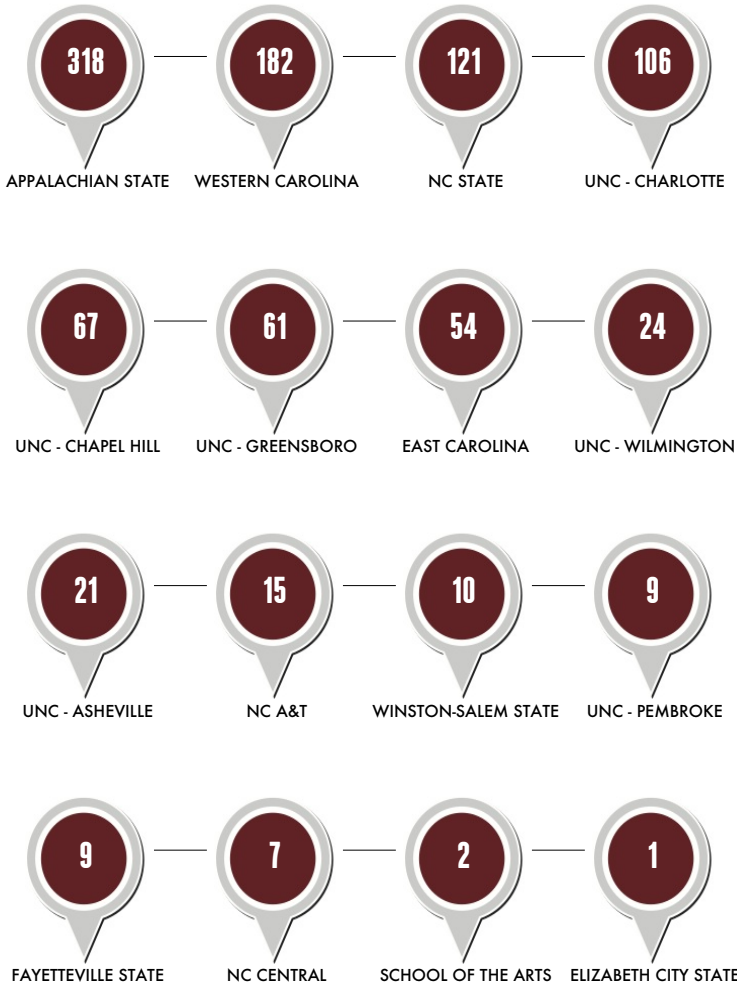 318 182 121 106
APPALACHIAN STATE WESTERN CAROLINA NC STATE UNC - CHARLOTTE
67 61 54 24
UNC - CHAPEL HILL UNC - GREENSBORO EAST CAROLINA UNC - WILMINGTON
21 15 10 9
UNC - ASHEVILLE NC A&T WINSTON-SALEM STATE UNC - PEMBROKE
9 7 2 1
FAYETTEVILLE STATE NC CENTRAL SCHOOL OF THE ARTS ELIZABETH CITY STATE